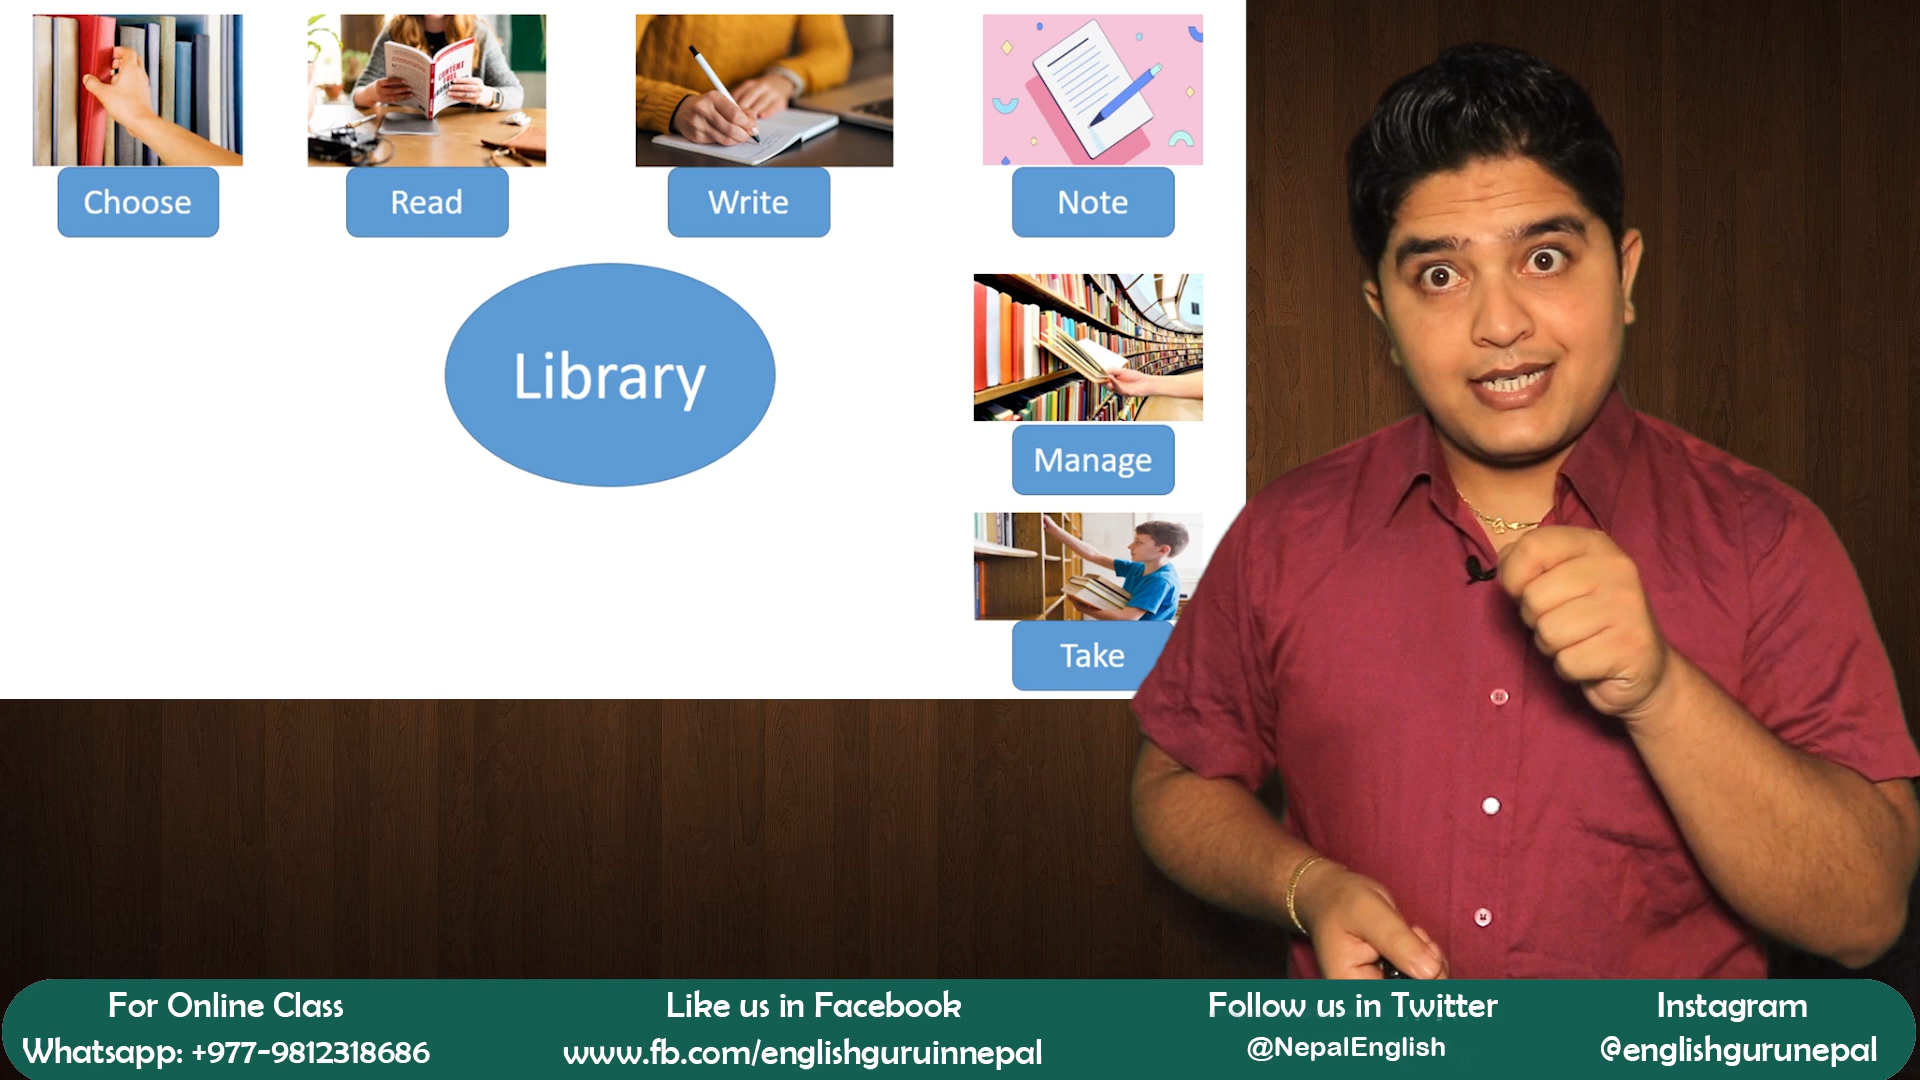 Choose
Read
Write
Note
Library
Manage
Take
For Online Class
Whatsapp: +977-9812318686
Like us in Facebook
www.fb.com/englishguruinnepal
Follow us in Twitter
@NepalEnglish
Instagram
@englishgurunepal